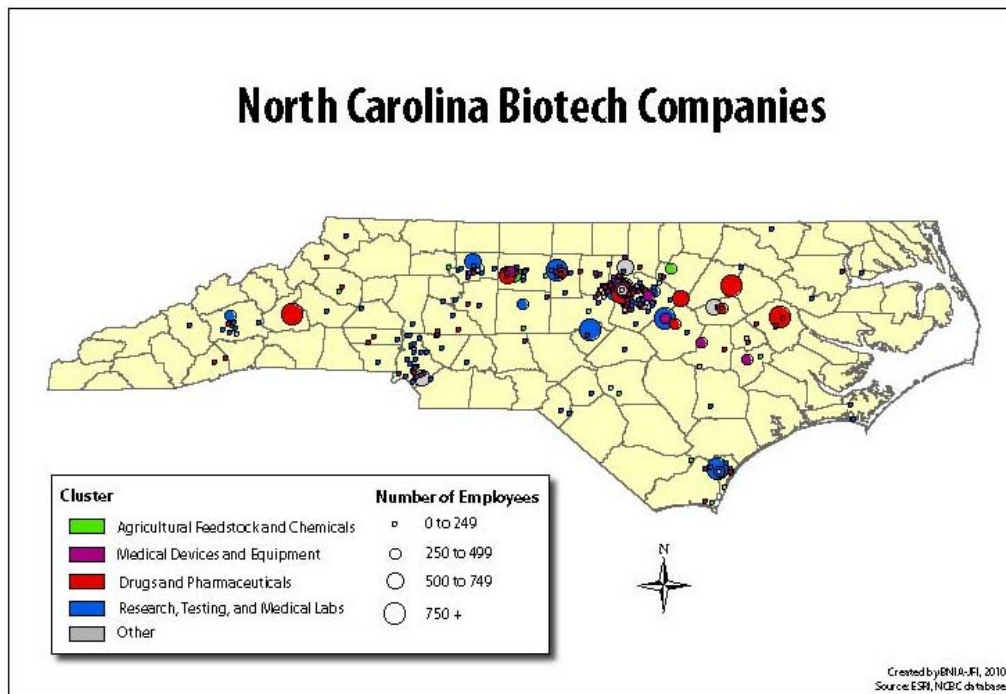 North Carolina Biotech Companies
Cluster
Agricultural Feedstock and Chemicals
Medical Devices and Equipment
Drugs and Pharmaceuticals
Research, Testing, and Medical Labs
Other
Number of Employees
0 to 249
250 to 499
500 to 749
750 +
N
Created by BNIA-JFI, 2010
Source: ESRI, NCBC database